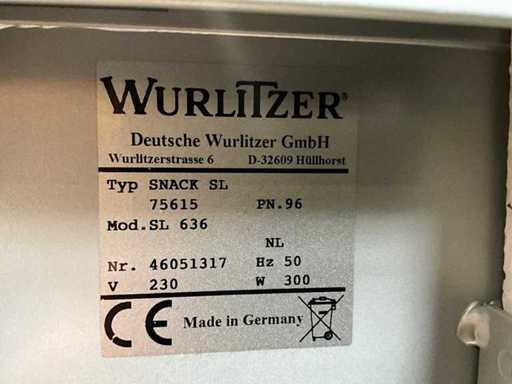 WURLITZER®
Deutsche Wurlitzer GmbH
Wurlitzerstrasse 6 D-32609 Hüllhorst
Typ SNACK SL
75615 PN.96
Mod.SL 636
NL
Nr. 46051317 Hz 50
V 230 W 300
CE Made in Germany